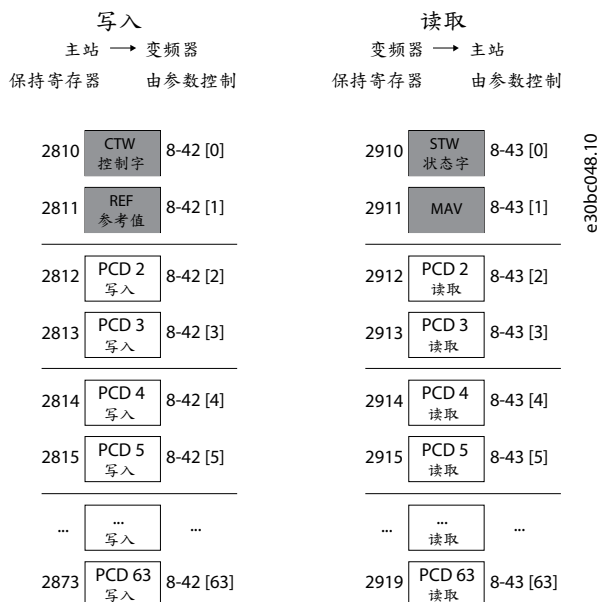 写入
主站 → 变频器
保持寄存器 由参数控制
2810 CTW 控制字 8-42 [0]
2811 REF 参考值 8-42 [1]
2812 PCD 2 写入 8-42 [2]
2813 PCD 3 写入 8-42 [3]
2814 PCD 4 写入 8-42 [4]
2815 PCD 5 写入 8-42 [5]
... ... 写入 ...
2873 PCD 63 写入 8-42 [63]
读取
变频器 → 主站
保持寄存器 由参数控制
2910 STW 状态字 8-43 [0]
2911 MAV 8-43 [1]
2912 PCD 2 读取 8-43 [2]
2913 PCD 3 读取 8-43 [3]
2914 PCD 4 读取 8-43 [4]
2915 PCD 5 读取 8-43 [5]
... ... 读取 ...
2919 PCD 63 读取 8-43 [63]
e30bc048.10